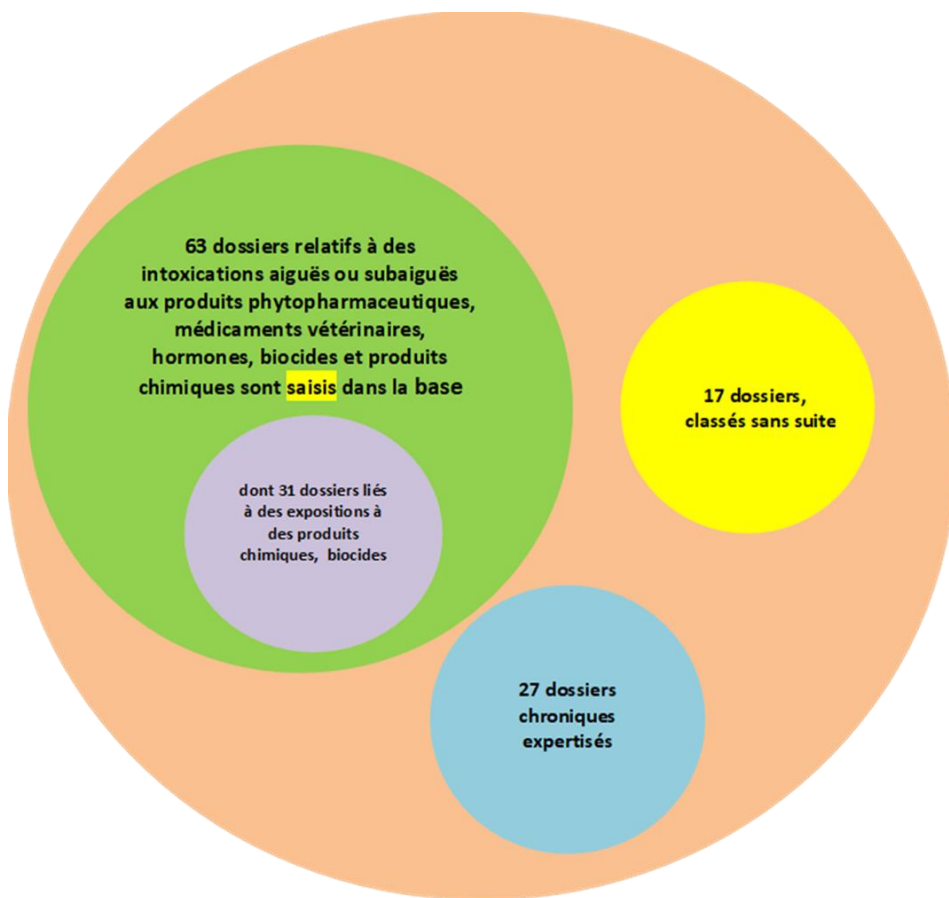 63 dossiers relatifs à des
intoxications aiguës ou subaiguës
aux produits phytopharmaceutiques,
médicaments vétérinaires,
hormones, biocides et produits
chimiques sont saisis dans la base
dont 31 dossiers liés
à des expositions à
des produits
chimiques, biocides
17 dossiers,
classés sans suite
27 dossiers
chroniques
expertisés